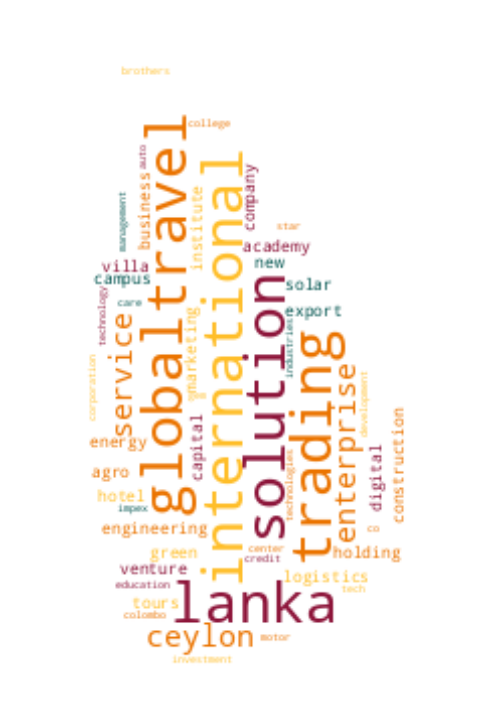 brothers
college
auto
business
management
global
travel
institute
international
company
star
academy
new
villa
campus
solar
solution
technology
care
export
service
marketing
industries
trading
corporation
enterprise
development
capital
energy
construction
digital
agro
technologies
hotel
impex
engineering
co
green
center
holding
credit
venture
logistics
education
tech
lanka
tours
colombo
ceylon
motor
investment